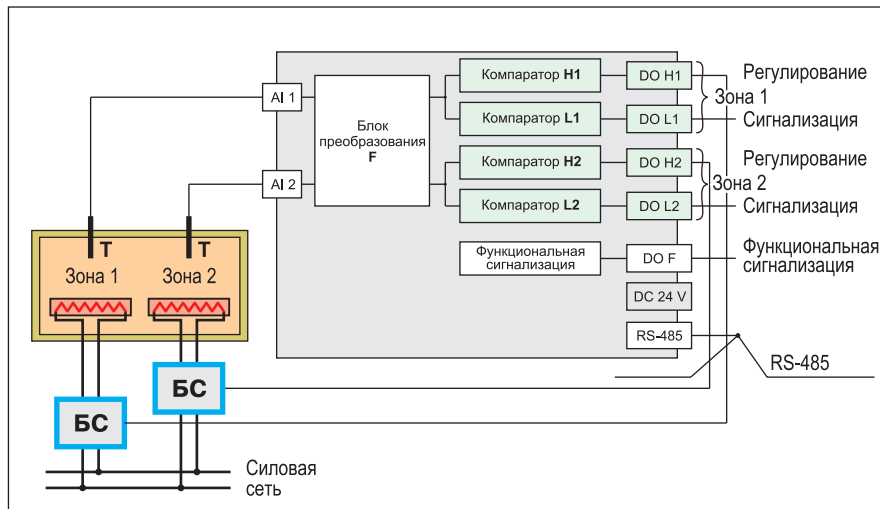 AI 1
AI 2
Блок
преобразования
F
Компаратор H1
DO H1
Компаратор L1
DO L1
Компаратор H2
DO H2
Компаратор L2
DO L2
Функциональная
сигнализация
DO F
DC 24 V
RS-485
Регулирование
Зона 1
Сигнализация
Регулирование
Зона 2
Сигнализация
Функциональная
сигнализация
RS-485
T
T
Зона 1
Зона 2
БС
БС
Силовая
сеть